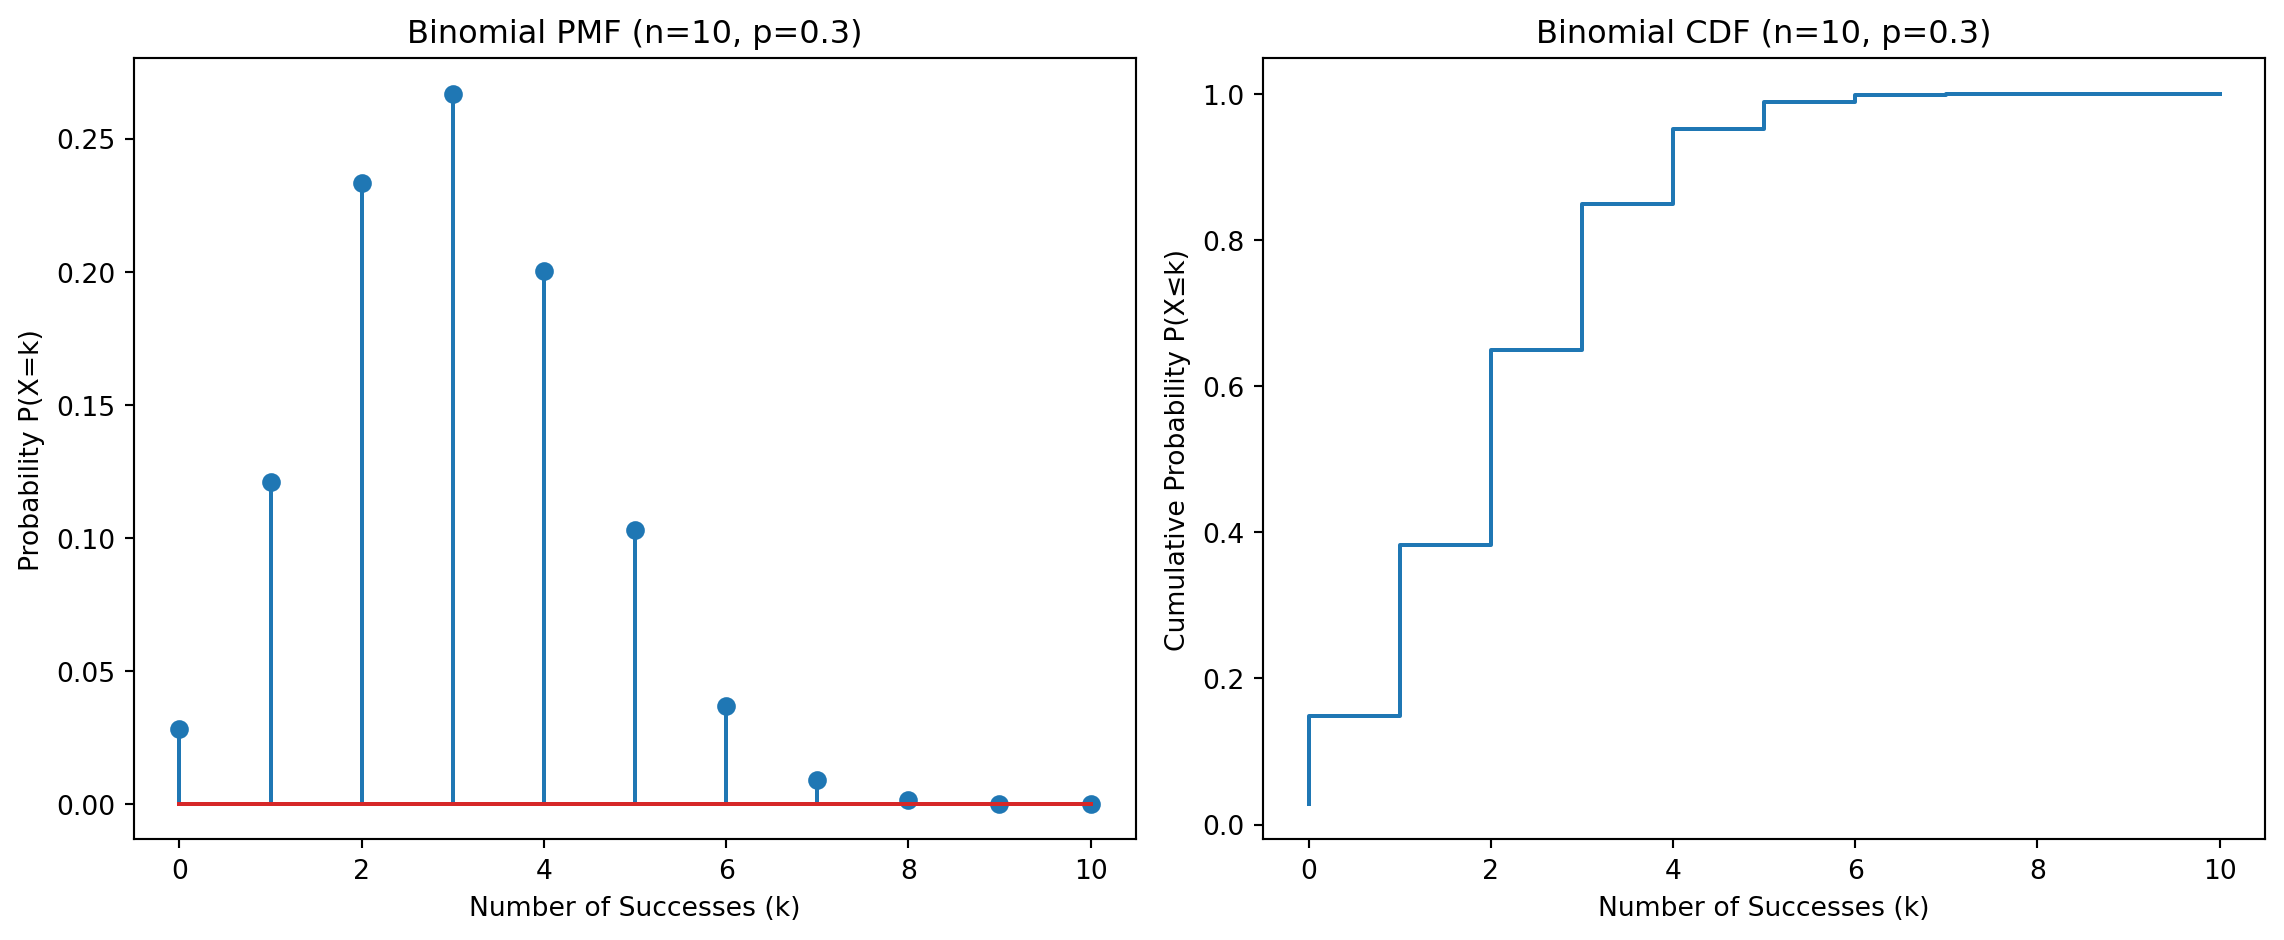 Binomial PMF (n=10, p=0.3)
Probability P(X=k)
0.25
0.20
0.15
0.10
0.05
0.00
0 2 4 6 8 10
Number of Successes (k)
Binomial CDF (n=10, p=0.3)
Cumulative Probability P(X≤k)
1.0
0.8
0.6
0.4
0.2
0.0
0 2 4 6 8 10
Number of Successes (k)